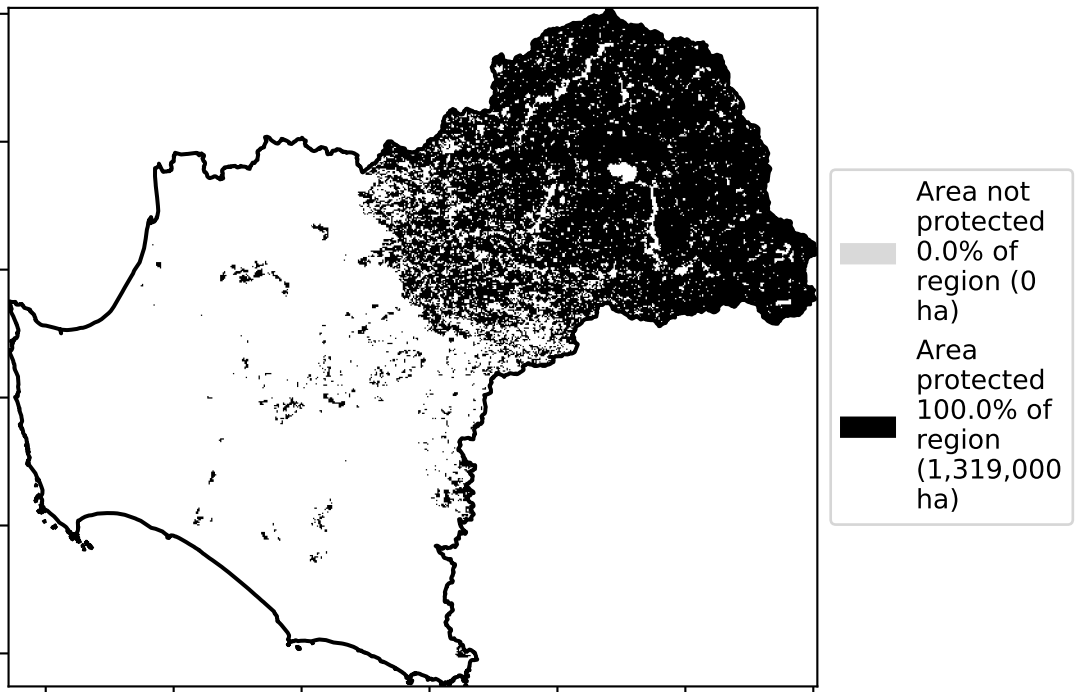 Area not
protected
0.0% of
region (0
ha)
Area
protected
100.0% of
region
(1,319,000
ha)